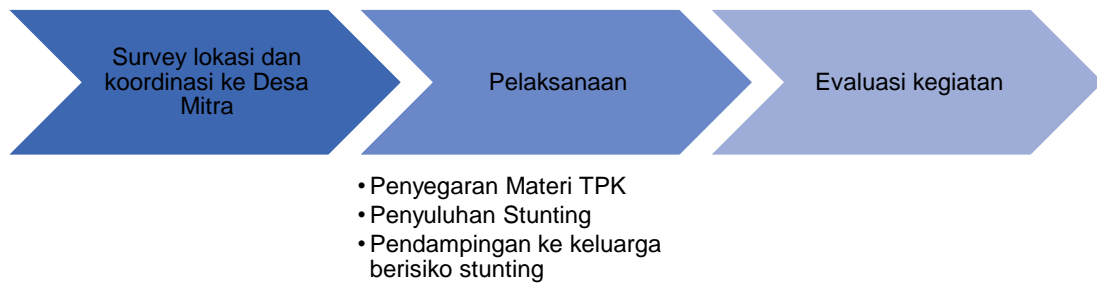 Survey lokasi dan
koordinasi ke Desa
Mitra
Pelaksanaan
Evaluasi kegiatan
• Penyegaran Materi TPK
• Penyuluhan Stunting
• Pendampingan ke keluarga
berisiko stunting